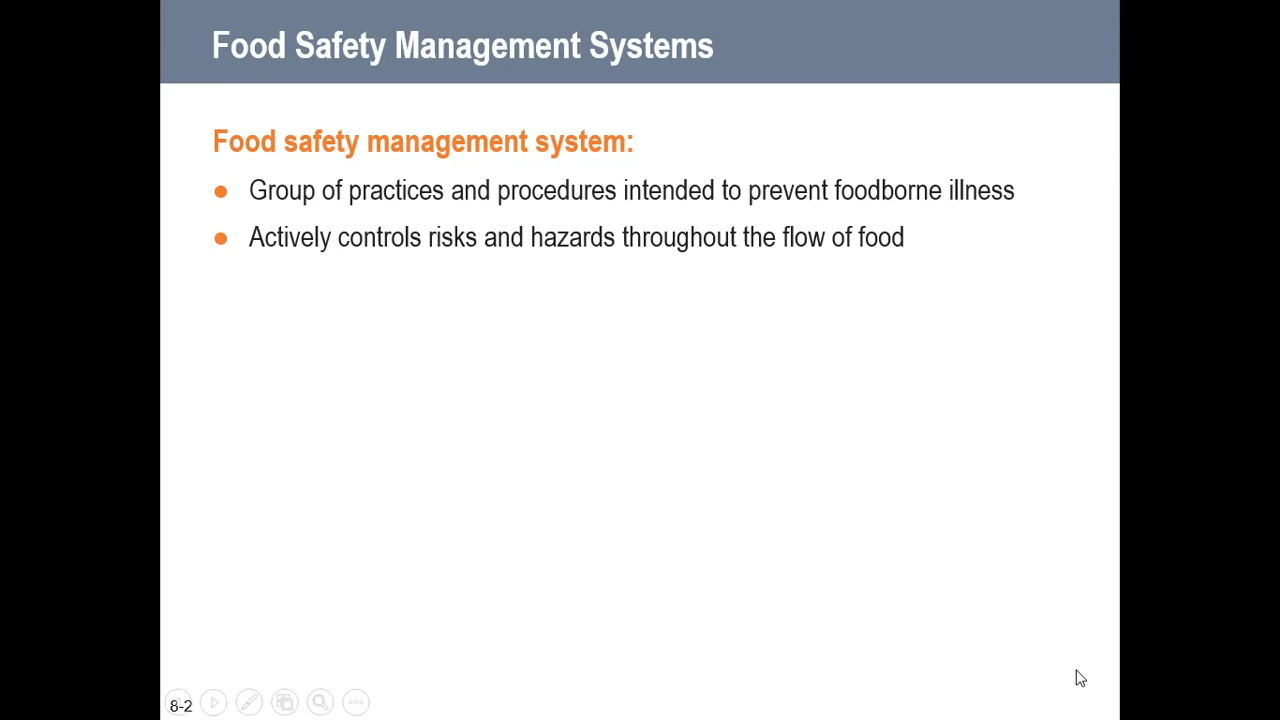 Food Safety Management Systems
Food safety management system:
● Group of practices and procedures intended to prevent foodborne illness
● Actively controls risks and hazards throughout the flow of food
8-2